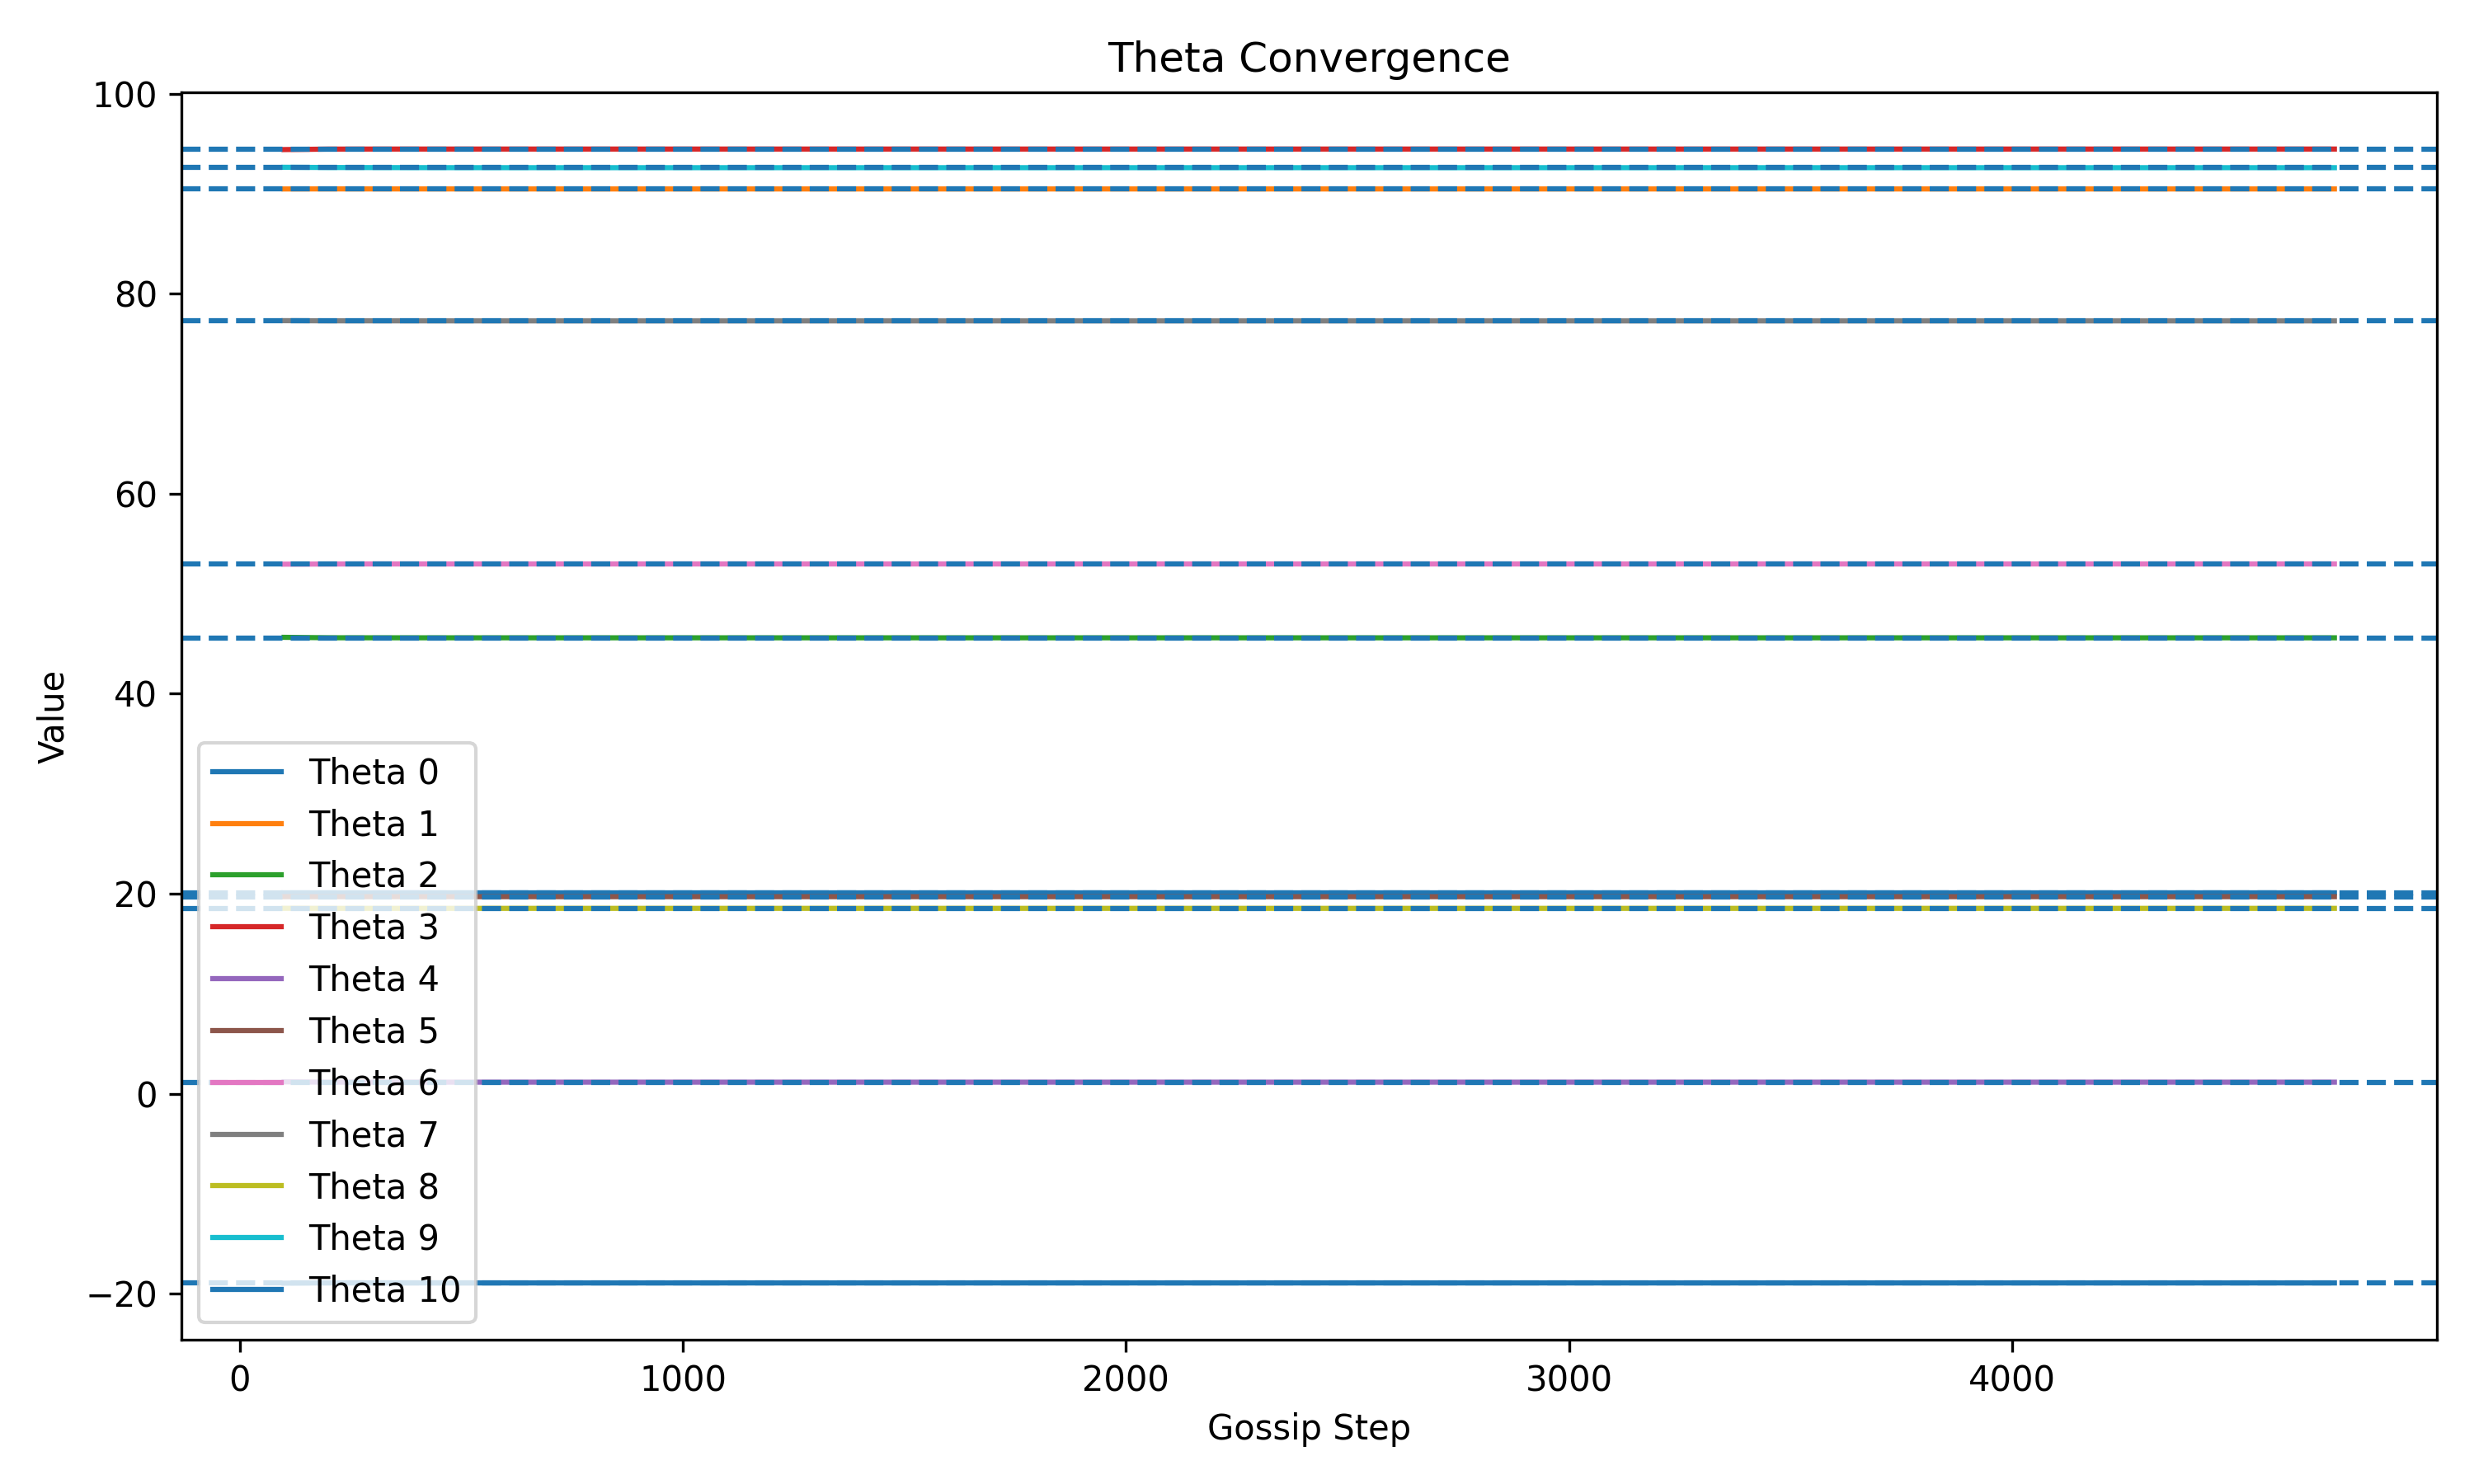 Theta Convergence
100
80
60
40
20
0
−20
Value
Theta 0
Theta 1
Theta 2
Theta 3
Theta 4
Theta 5
Theta 6
Theta 7
Theta 8
Theta 9
Theta 10
0 1000 2000 3000 4000
Gossip Step